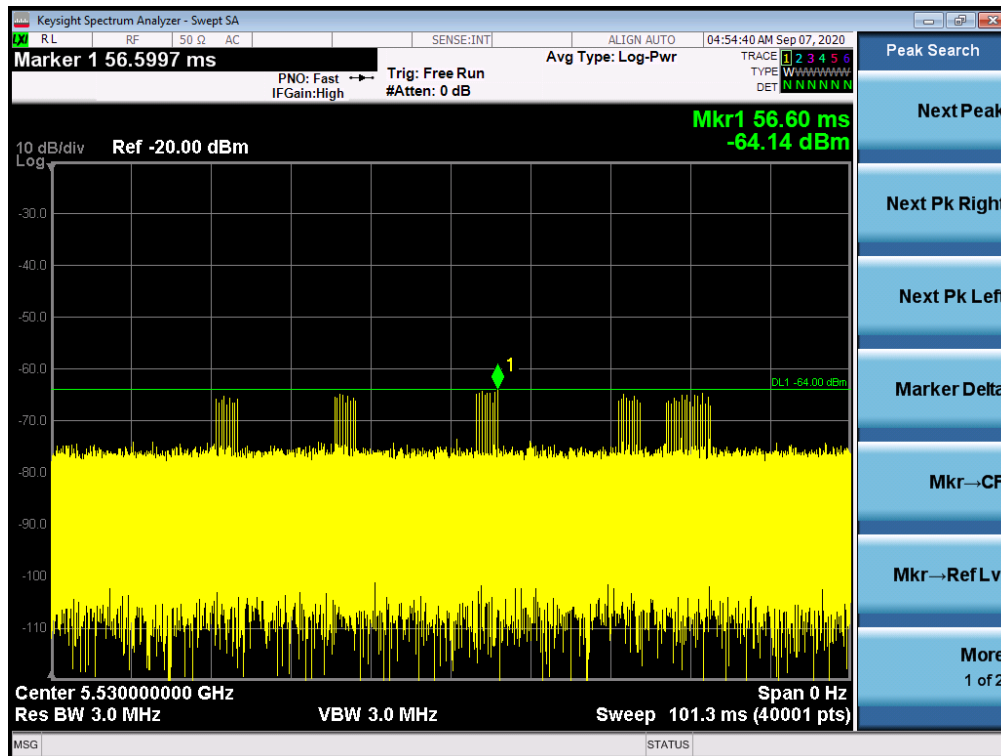 Keysight Spectrum Analyzer - Swept SA
LXI RL RF 50 Ω AC SENSE:INT ALIGN AUTO 04:54:40 AM Sep 07, 2020
Marker 1 56.5997 ms
PNO: Fast
IFGain:High
Trig: Free Run
#Atten: 0 dB
Avg Type: Log-Pwr
TRACE 1 2 3 4 5 6
TYPE W W W W W W
DET N N N N N N
Mkr1 56.60 ms
-64.14 dBm
10 dB/div Ref -20.00 dBm
Log
-30.0
-40.0
-50.0
-60.0
-70.0
-80.0
-90.0
-100
-110
1
DL1 -64.00 dBm
Center 5.530000000 GHz Span 0 Hz
Res BW 3.0 MHz VBW 3.0 MHz Sweep 101.3 ms (40001 pts)
MSG STATUS
Peak Search
Next Peak
Next Pk Right
Next Pk Left
Marker Delta
Mkr→CF
Mkr→Ref Lv
More
1 of 2